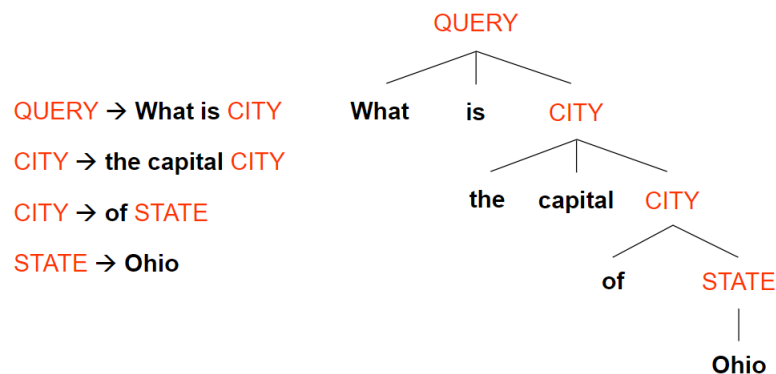 QUERY
QUERY → What is CITY
What is CITY
CITY → the capital CITY
the capital CITY
CITY → of STATE
of STATE
STATE → Ohio
Ohio